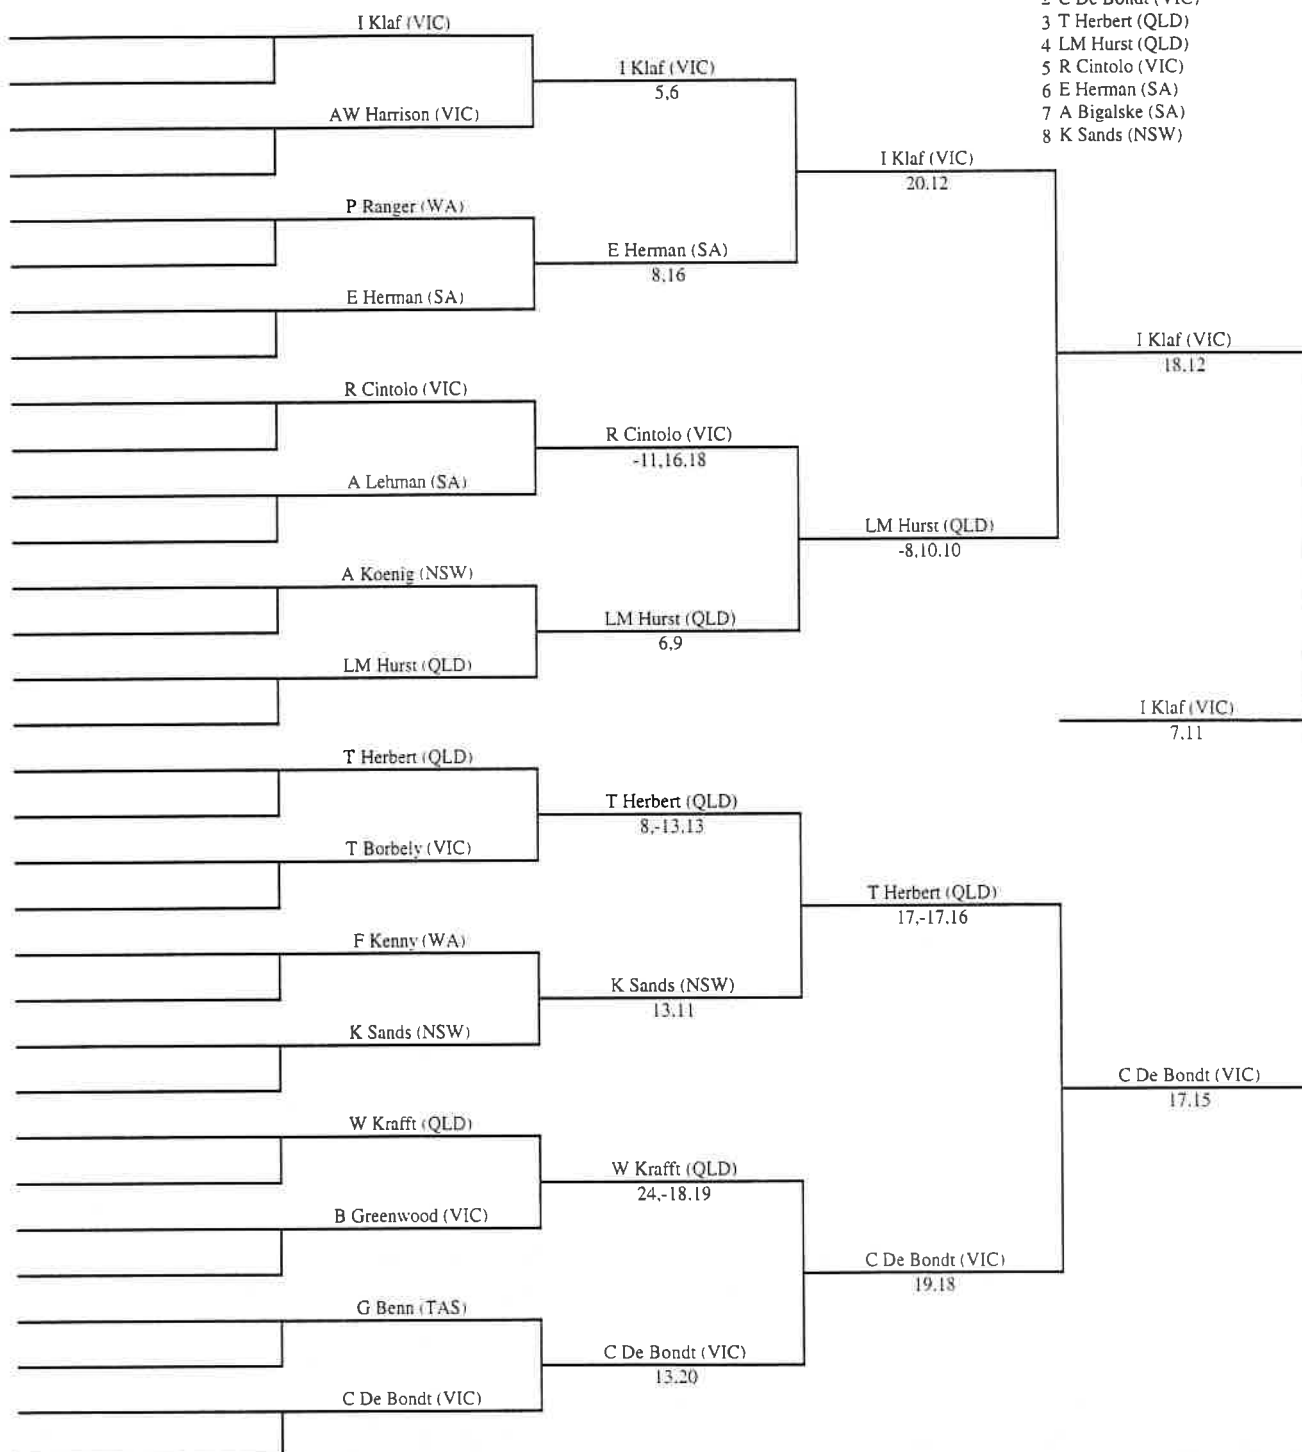 2 C De Bondt (VIC)
3 T Herbert (QLD)
4 LM Hurst (QLD)
5 R Cintolo (VIC)
6 E Herman (SA)
7 A Bigalske (SA)
8 K Sands (NSW)
I Klaf (VIC)
I Klaf (VIC)
5,6
AW Harrison (VIC)
I Klaf (VIC)
20,12
P Ranger (WA)
E Herman (SA)
8,16
E Herman (SA)
I Klaf (VIC)
18,12
R Cintolo (VIC)
R Cintolo (VIC)
-11,16,18
A Lehman (SA)
LM Hurst (QLD)
-8,10,10
A Koenig (NSW)
LM Hurst (QLD)
6,9
LM Hurst (QLD)
I Klaf (VIC)
7,11
T Herbert (QLD)
T Herbert (QLD)
8,-13,13
T Borbely (VIC)
T Herbert (QLD)
17,-17,16
F Kenny (WA)
K Sands (NSW)
13,11
K Sands (NSW)
C De Bondt (VIC)
17,15
W Krafft (QLD)
W Krafft (QLD)
24,-18,19
B Greenwood (VIC)
C De Bondt (VIC)
19,18
G Benn (TAS)
C De Bondt (VIC)
13,20
C De Bondt (VIC)